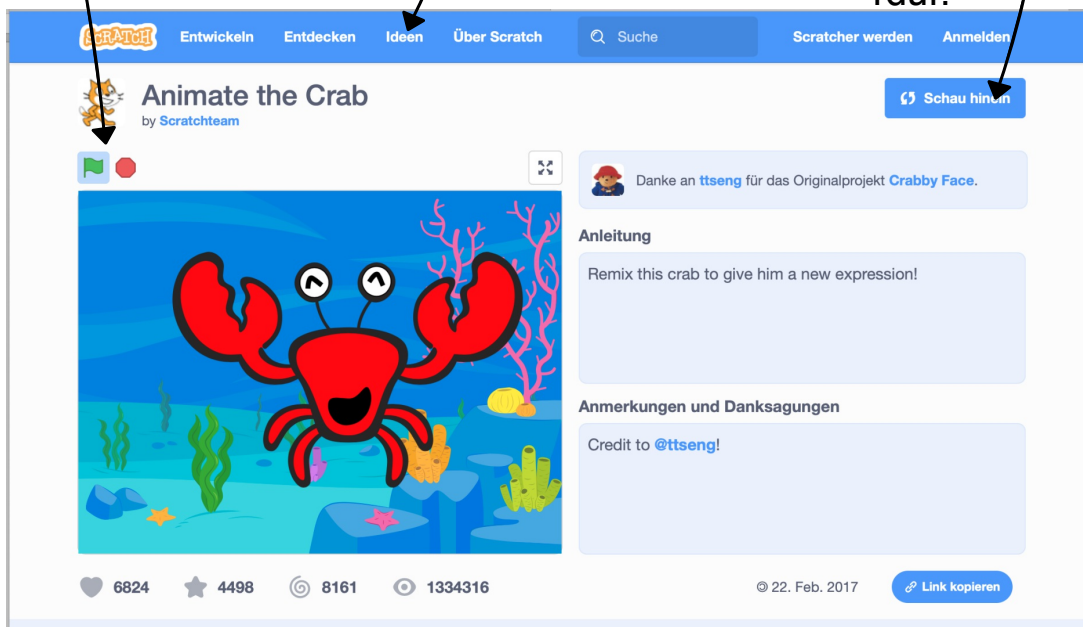 rauf.
SCRATCH Entwickeln Entdecken Ideen Über Scratch Suche Scratcher werden Anmelden
Animate the Crab
by Scratchteam
Schau hinein
Danke an ttseng für das Originalprojekt Crabby Face.
Anleitung
Remix this crab to give him a new expression!
Anmerkungen und Danksagungen
Credit to @ttseng!
6824 4498 8161 1334316 © 22. Feb. 2017 Link kopieren